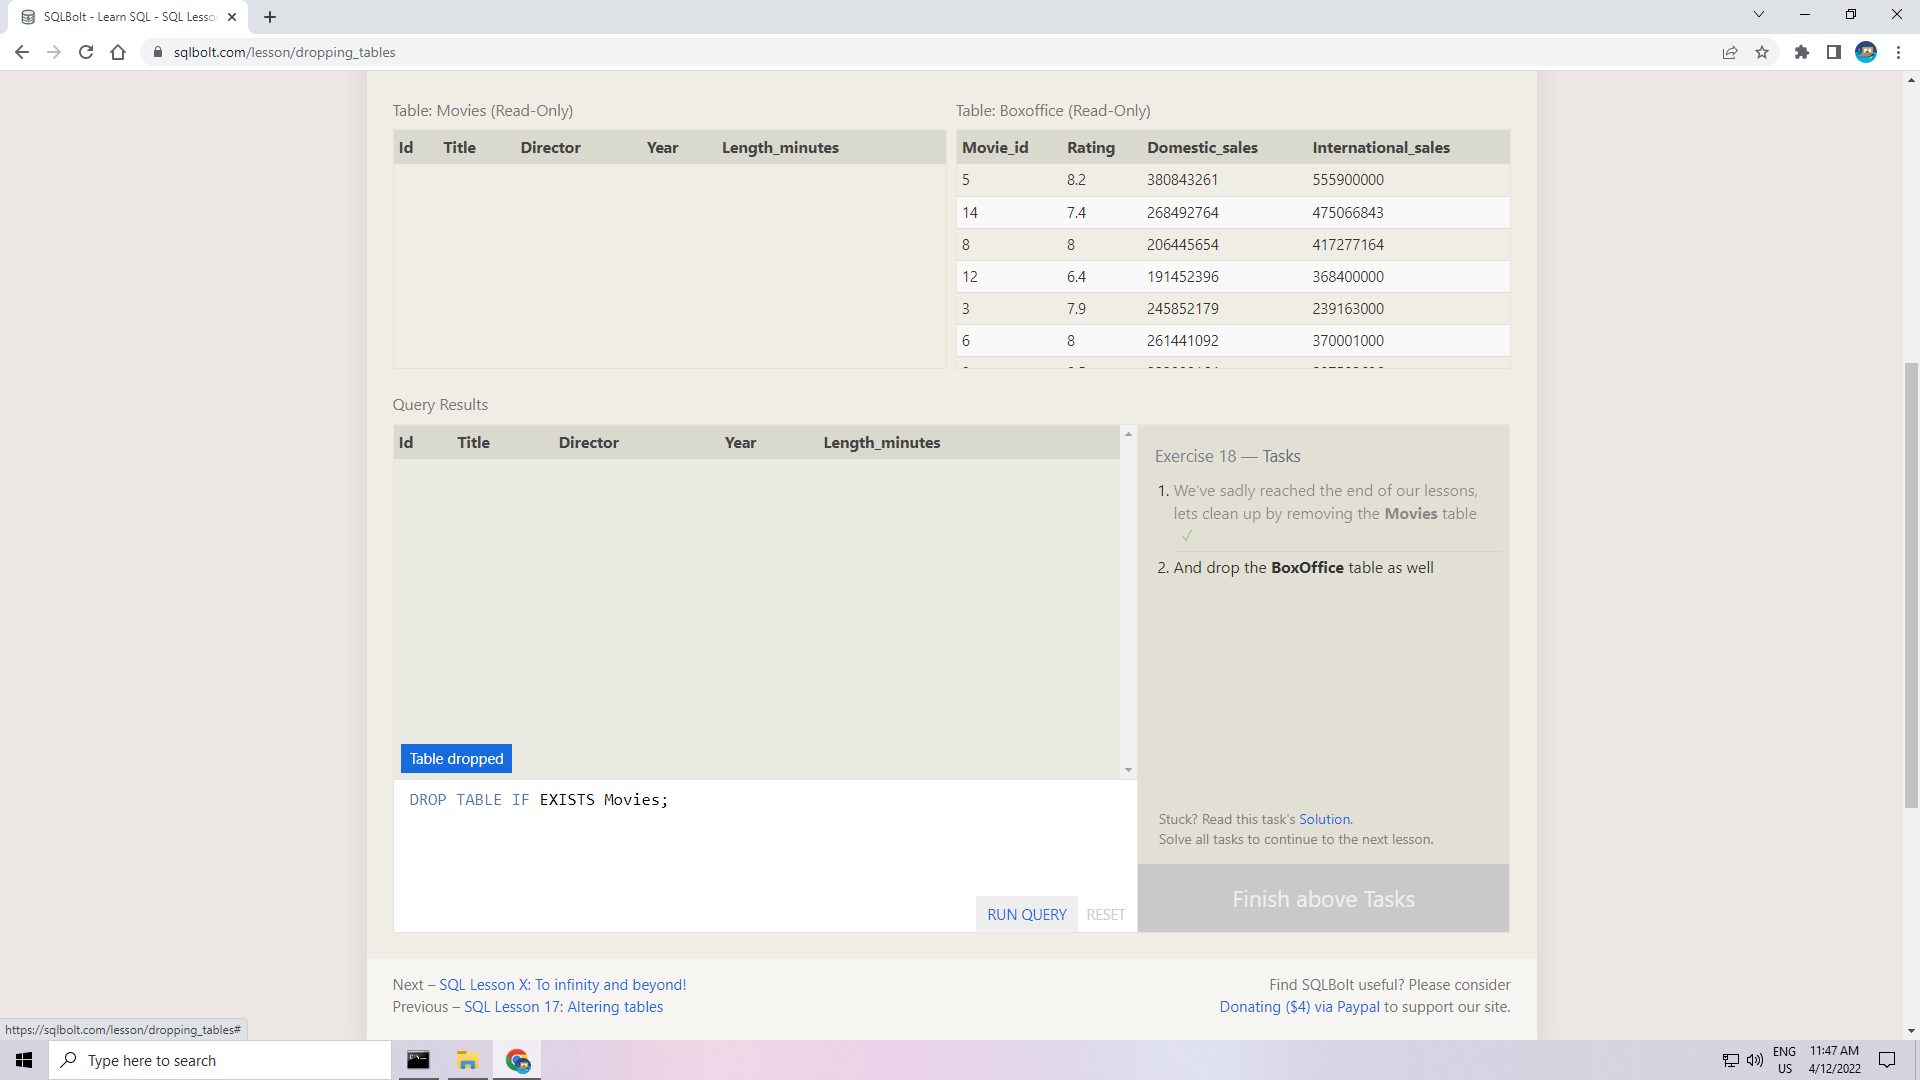 SQLBolt - Learn SQL - SQL Lesso
sqlbolt.com/lesson/dropping_tables
Table: Movies (Read-Only)
Id Title Director Year Length_minutes
Table: Boxoffice (Read-Only)
Movie_id Rating Domestic_sales International_sales
5 8.2 380843261 555900000
14 7.4 268492764 475066843
8 8 206445654 417277164
12 6.4 191452396 368400000
3 7.9 245852179 239163000
6 8 261441092 370001000
Query Results
Id Title Director Year Length_minutes
Table dropped
DROP TABLE IF EXISTS Movies;
RUN QUERY RESET
Exercise 18 — Tasks
1. We've sadly reached the end of our lessons,
lets clean up by removing the Movies table
✓
2. And drop the BoxOffice table as well
Stuck? Read this task's Solution.
Solve all tasks to continue to the next lesson.
Finish above Tasks
Next – SQL Lesson X: To infinity and beyond!
Previous – SQL Lesson 17: Altering tables
Find SQLBolt useful? Please consider
Donating ($4) via Paypal to support our site.
https://sqlbolt.com/lesson/dropping_tables#
Type here to search
ENG
US
11:47 AM
4/12/2022